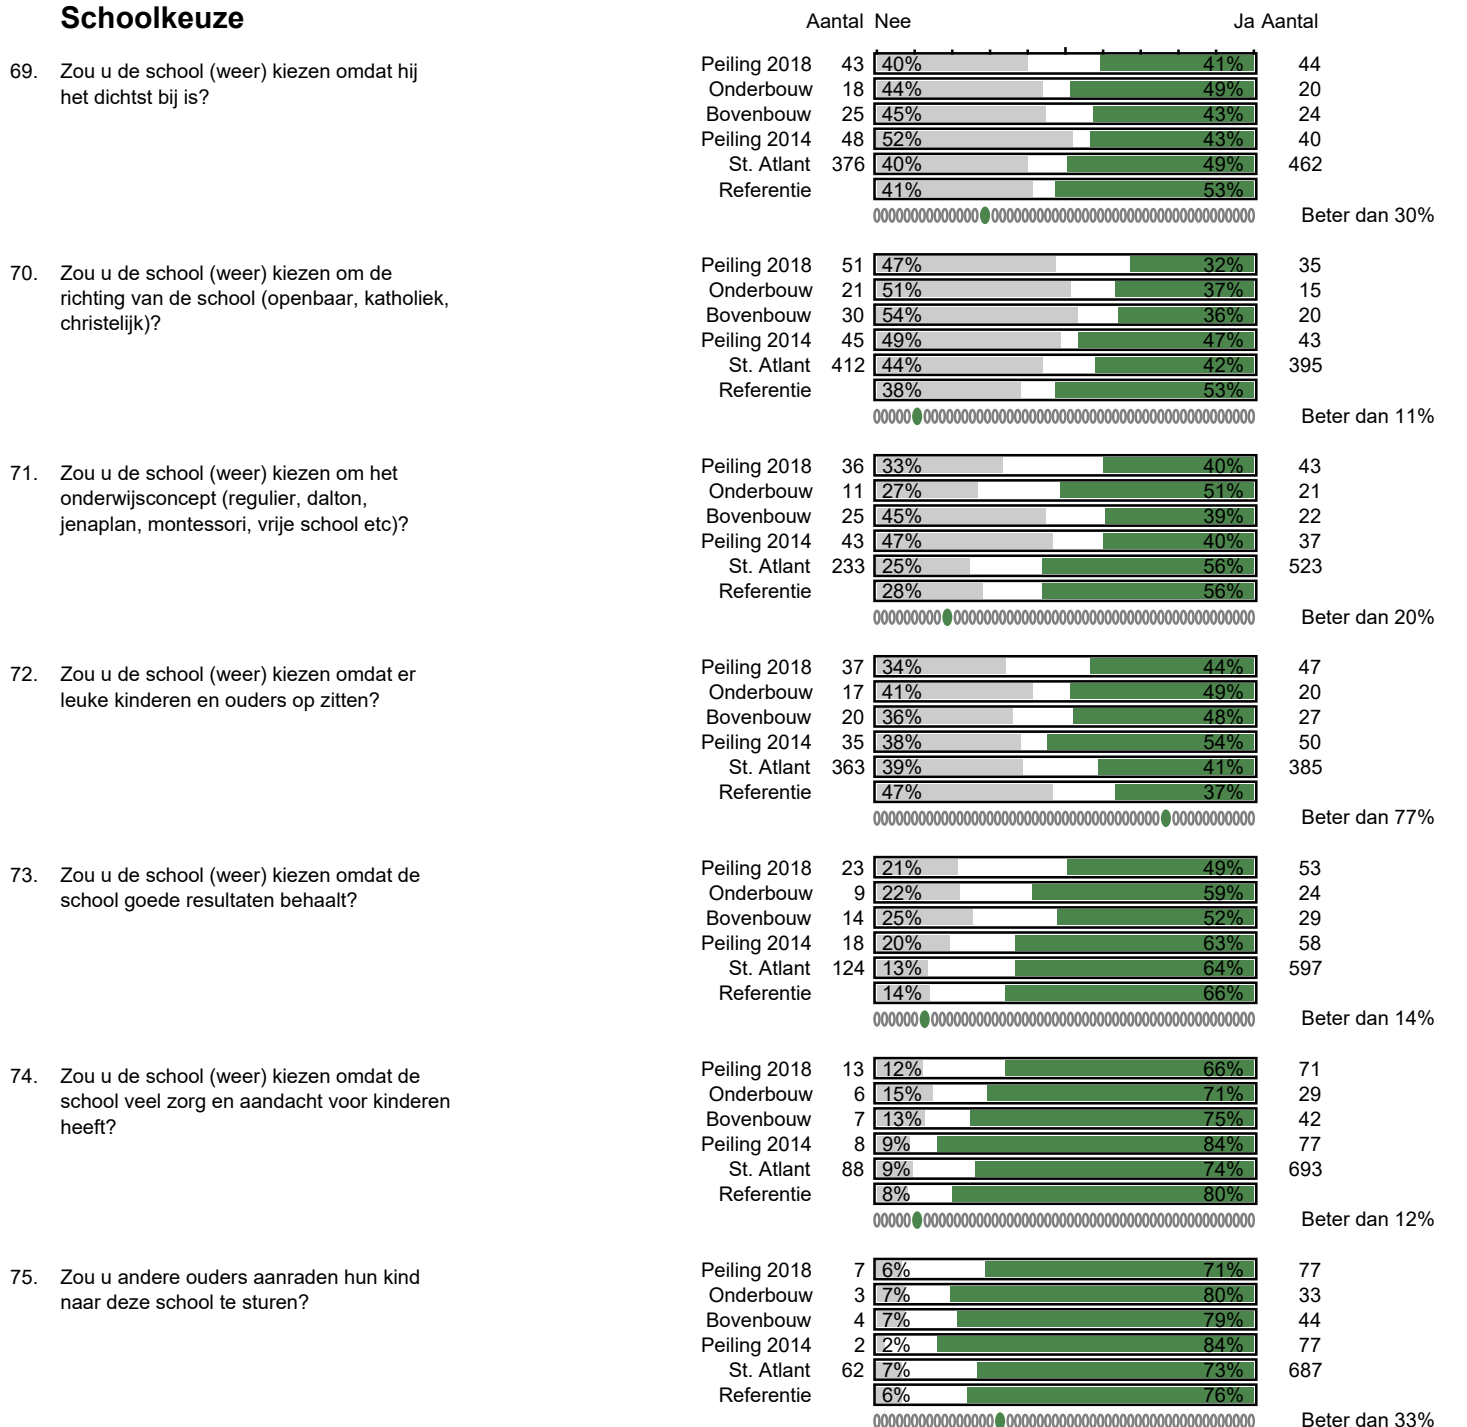 Schoolkeuze
Aantal Nee Ja Aantal
69. Zou u de school (weer) kiezen omdat hij
het dichtst bij is?
Peiling 2018 43 40% 41% 44
Onderbouw 18 44% 49% 20
Bovenbouw 25 45% 43% 24
Peiling 2014 48 52% 43% 40
St. Atlant 376 40% 49% 462
Referentie 41% 53%
Beter dan 30%
70. Zou u de school (weer) kiezen om de
richting van de school (openbaar, katholiek,
christelijk)?
Peiling 2018 51 47% 32% 35
Onderbouw 21 51% 37% 15
Bovenbouw 30 54% 36% 20
Peiling 2014 45 49% 47% 43
St. Atlant 412 44% 42% 395
Referentie 38% 53%
Beter dan 11%
71. Zou u de school (weer) kiezen om het
onderwijsconcept (regulier, dalton,
jenaplan, montessori, vrije school etc)?
Peiling 2018 36 33% 40% 43
Onderbouw 11 27% 51% 21
Bovenbouw 25 45% 39% 22
Peiling 2014 43 47% 40% 37
St. Atlant 233 25% 56% 523
Referentie 28% 56%
Beter dan 20%
72. Zou u de school (weer) kiezen omdat er
leuke kinderen en ouders op zitten?
Peiling 2018 37 34% 44% 47
Onderbouw 17 41% 49% 20
Bovenbouw 20 36% 48% 27
Peiling 2014 35 38% 54% 50
St. Atlant 363 39% 41% 385
Referentie 47% 37%
Beter dan 77%
73. Zou u de school (weer) kiezen omdat de
school goede resultaten behaalt?
Peiling 2018 23 21% 49% 53
Onderbouw 9 22% 59% 24
Bovenbouw 14 25% 52% 29
Peiling 2014 18 20% 63% 58
St. Atlant 124 13% 64% 597
Referentie 14% 66%
Beter dan 14%
74. Zou u de school (weer) kiezen omdat de
school veel zorg en aandacht voor kinderen
heeft?
Peiling 2018 13 12% 66% 71
Onderbouw 6 15% 71% 29
Bovenbouw 7 13% 75% 42
Peiling 2014 8 9% 84% 77
St. Atlant 88 9% 74% 693
Referentie 8% 80%
Beter dan 12%
75. Zou u andere ouders aanraden hun kind
naar deze school te sturen?
Peiling 2018 7 6% 71% 77
Onderbouw 3 7% 80% 33
Bovenbouw 4 7% 79% 44
Peiling 2014 2 2% 84% 77
St. Atlant 62 7% 73% 687
Referentie 6% 76%
Beter dan 33%